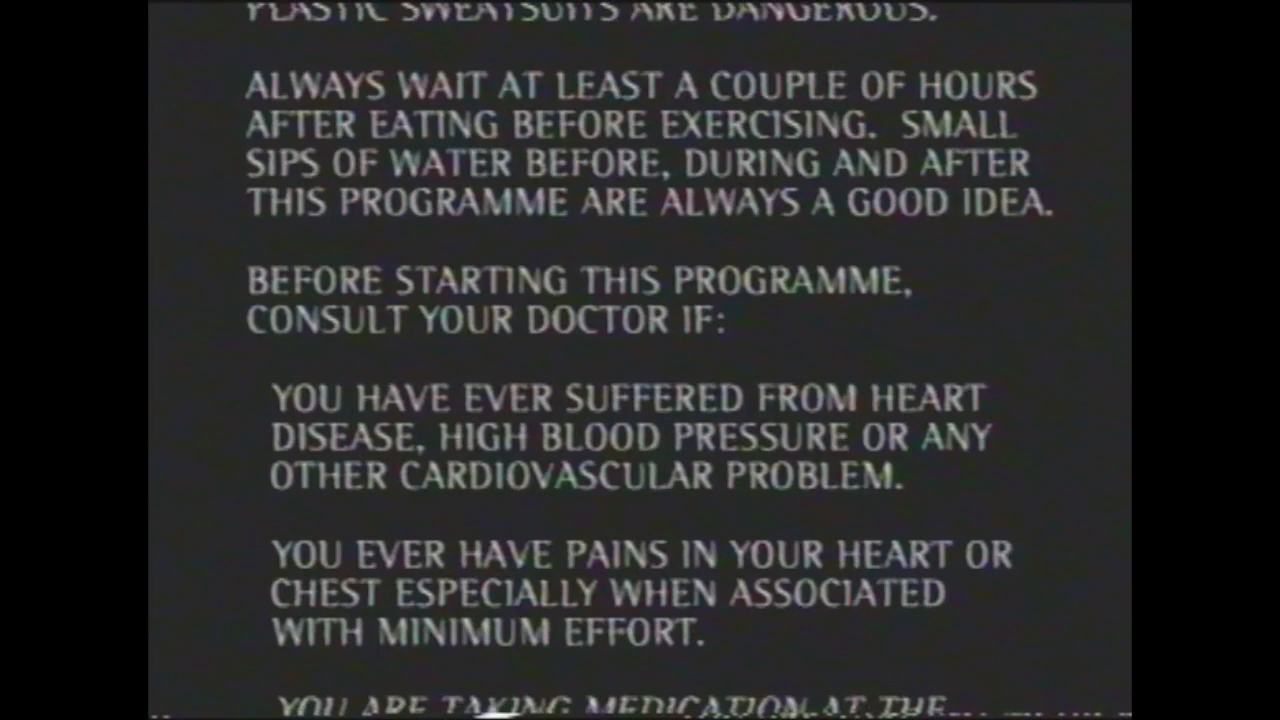 PLASTIC SWEATSUITS ARE DANGEROUS.
ALWAYS WAIT AT LEAST A COUPLE OF HOURS
AFTER EATING BEFORE EXERCISING. SMALL
SIPS OF WATER BEFORE, DURING AND AFTER
THIS PROGRAMME ARE ALWAYS A GOOD IDEA.
BEFORE STARTING THIS PROGRAMME,
CONSULT YOUR DOCTOR IF:
YOU HAVE EVER SUFFERED FROM HEART
DISEASE, HIGH BLOOD PRESSURE OR ANY
OTHER CARDIOVASCULAR PROBLEM.
YOU EVER HAVE PAINS IN YOUR HEART OR
CHEST ESPECIALLY WHEN ASSOCIATED
WITH MINIMUM EFFORT.
YOU ARE TAKING MEDICATION AT THE